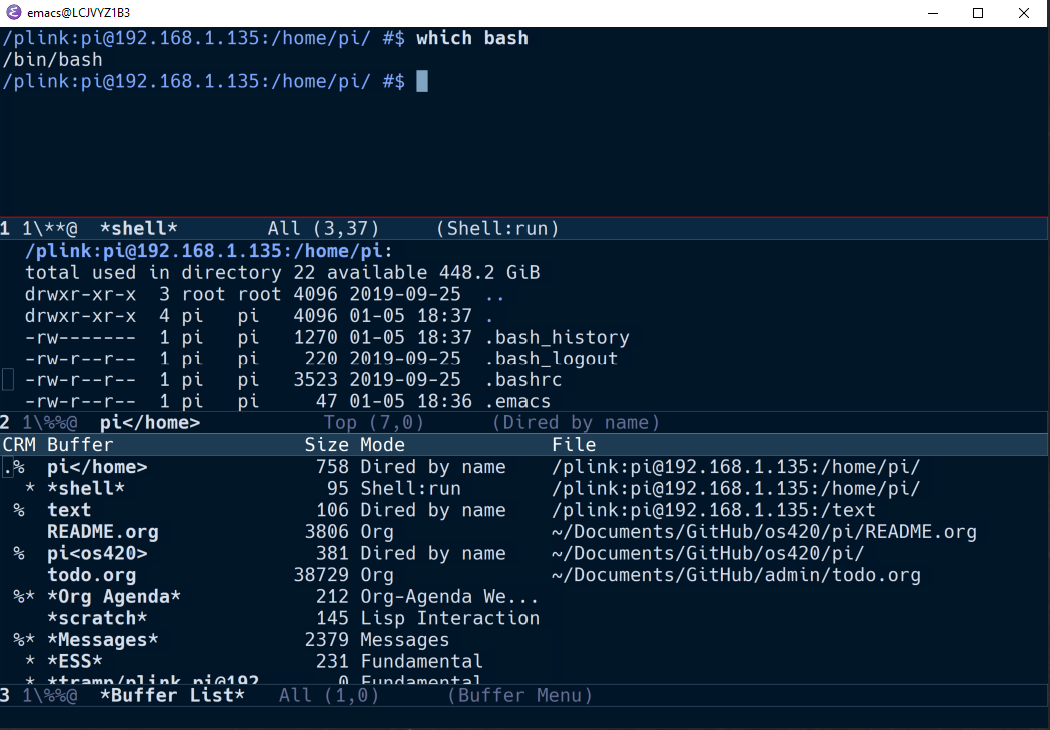 emacs@LCJVYZ1B3
/plink:pi@192.168.1.135:/home/pi/ #$ which bash
/bin/bash
/plink:pi@192.168.1.135:/home/pi/ #$
1 1\**@  *shell*        All (3,37)     (Shell:run)
/plink:pi@192.168.1.135:/home/pi:
total used in directory 22 available 448.2 GiB
drwxr-xr-x  3 root root 4096 2019-09-25  ..
drwxr-xr-x  4 pi   pi   4096 01-05 18:37 .
-rw-------  1 pi   pi   1270 01-05 18:37 .bash_history
-rw-r--r--  1 pi   pi    220 2019-09-25  .bash_logout
-rw-r--r--  1 pi   pi   3523 2019-09-25  .bashrc
-rw-r--r--  1 pi   pi     47 01-05 18:36 .emacs
2 1\%%@  pi</home>           Top (7,0)      (Dired by name)
CRM Buffer                 Size Mode             File
.%  pi</home>               758 Dired by name    /plink:pi@192.168.1.135:/home/pi/
  * *shell*                  95 Shell:run        /plink:pi@192.168.1.135:/home/pi/
 %  text                    106 Dired by name    /plink:pi@192.168.1.135:/text
    README.org             3806 Org              ~/Documents/GitHub/os420/pi/README.org
 %  pi<os420>               381 Dired by name    ~/Documents/GitHub/os420/pi/
    todo.org              38729 Org              ~/Documents/GitHub/admin/todo.org
 %* *Org Agenda*            212 Org-Agenda We...
    *scratch*               145 Lisp Interaction
 %* *Messages*             2379 Messages
  * *ESS*                   231 Fundamental
  * *tramp/plink pi@192       0 Fundamental
3 1\%%@  *Buffer List*   All (1,0)      (Buffer Menu)